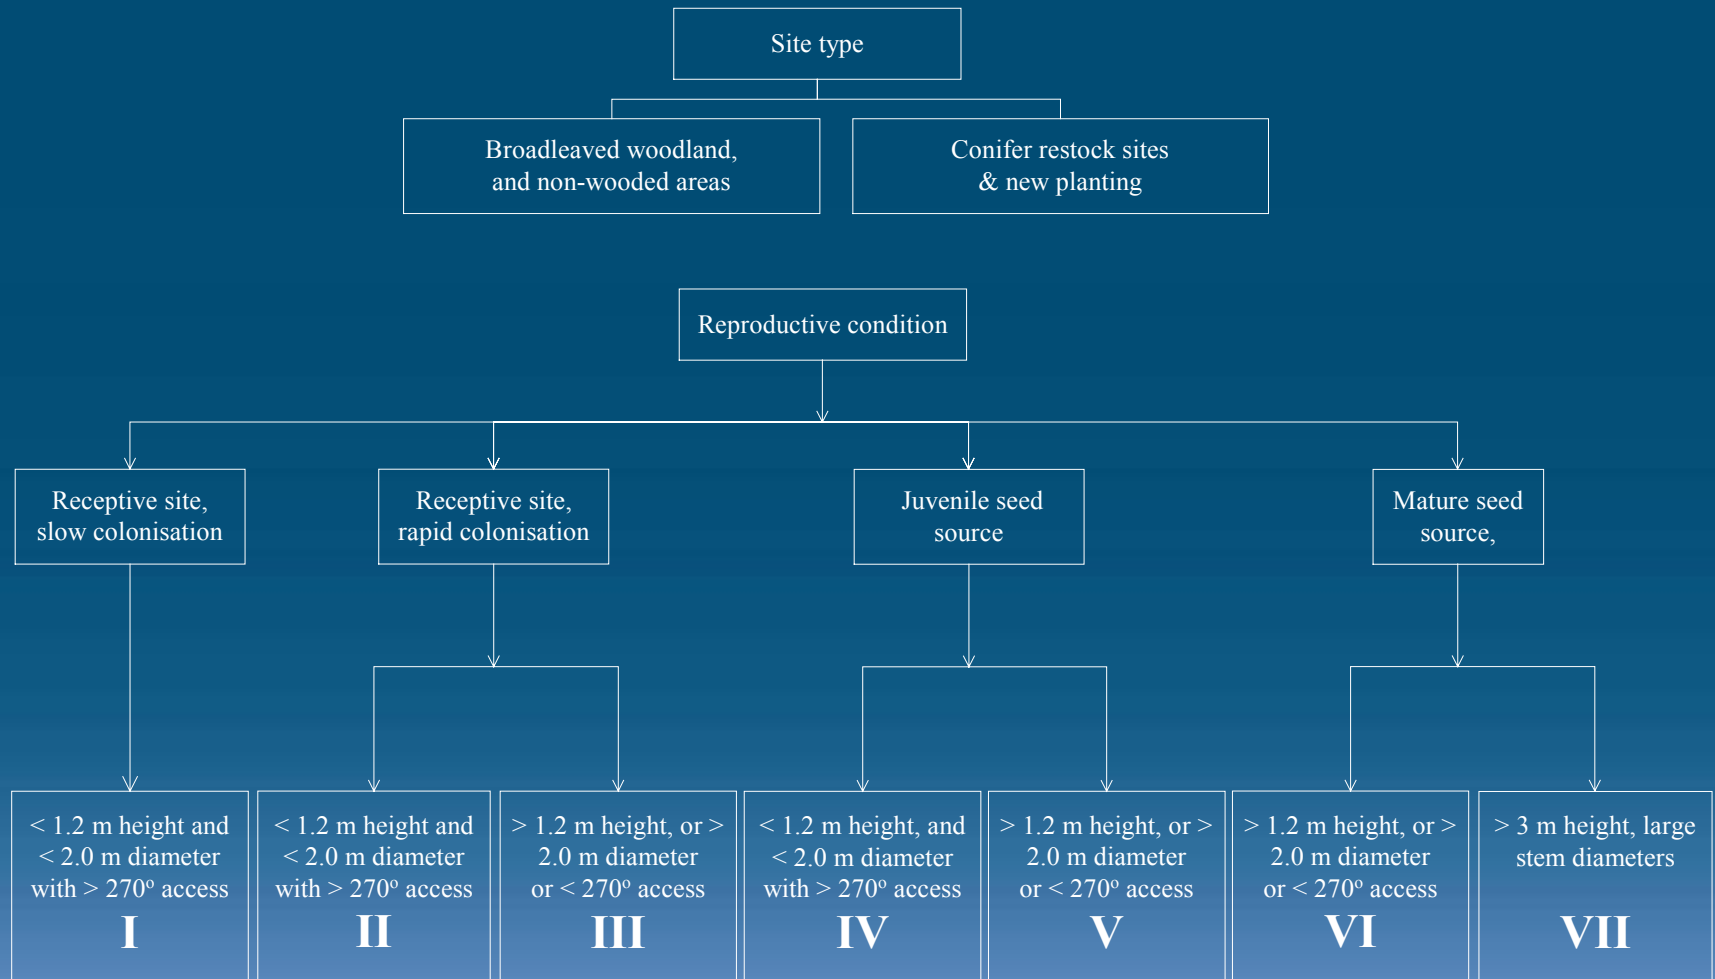 Site type
Broadleaved woodland,
and non-wooded areas
Conifer restock sites
& new planting
Reproductive condition
Receptive site,
slow colonisation
Receptive site,
rapid colonisation
Juvenile seed
source
Mature seed
source,
< 1.2 m height and
< 2.0 m diameter
with > 270º access
I
< 1.2 m height and
< 2.0 m diameter
with > 270º access
II
> 1.2 m height, or >
2.0 m diameter
or < 270º access
III
< 1.2 m height, and
< 2.0 m diameter
with > 270º access
IV
> 1.2 m height, or >
2.0 m diameter
or < 270º access
V
> 1.2 m height, or >
2.0 m diameter
or < 270º access
VI
> 3 m height, large
stem diameters
VII